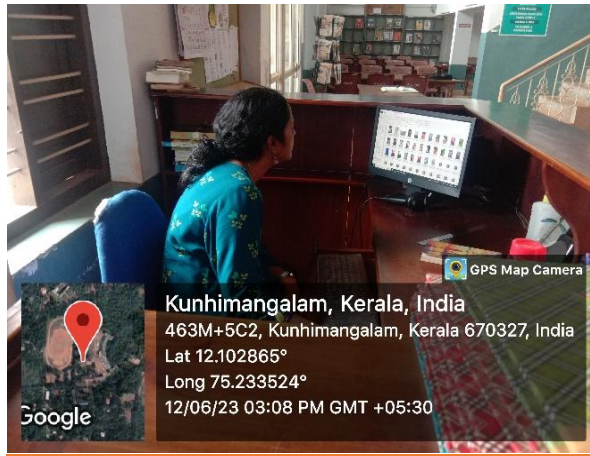 GPS Map Camera
Kunhimangalam, Kerala, India
463M+5C2, Kunhimangalam, Kerala 670327, India
Lat 12.102865°
Long 75.233524°
12/06/23 03:08 PM GMT +05:30
Google